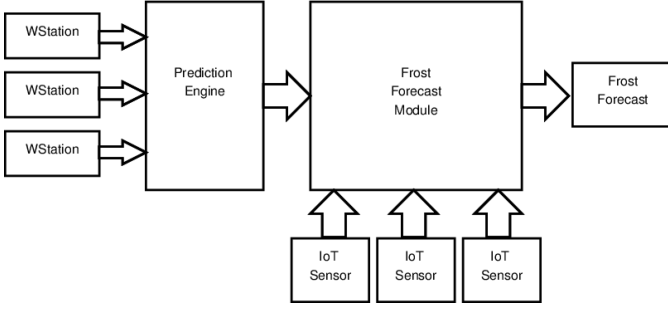 WStation
WStation
WStation
Prediction
Engine
Frost
Forecast
Module
Frost
Forecast
IoT
Sensor
IoT
Sensor
IoT
Sensor